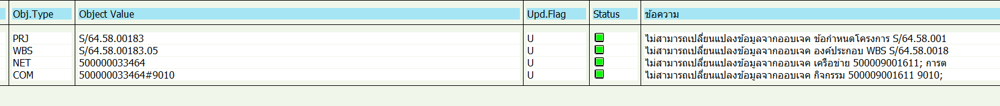 Obj.Type Object Value Upd.Flag Status ข้อความ
PRJ S/64.58.00183 U ไม่สามารถเปลี่ยนแปลงข้อมูลจากออบเจค ข้อกำหนดโครงการ S/64.58.001
WBS S/64.58.00183.05 U ไม่สามารถเปลี่ยนแปลงข้อมูลจากออบเจค องค์ประกอบ WBS S/64.58.0018
NET 500000033464 U ไม่สามารถเปลี่ยนแปลงข้อมูลจากออบเจค เครือข่าย 500009001611; การต
COM 500000033464#9010 U ไม่สามารถเปลี่ยนแปลงข้อมูลจากออบเจค กิจกรรม 500009001611 9010;